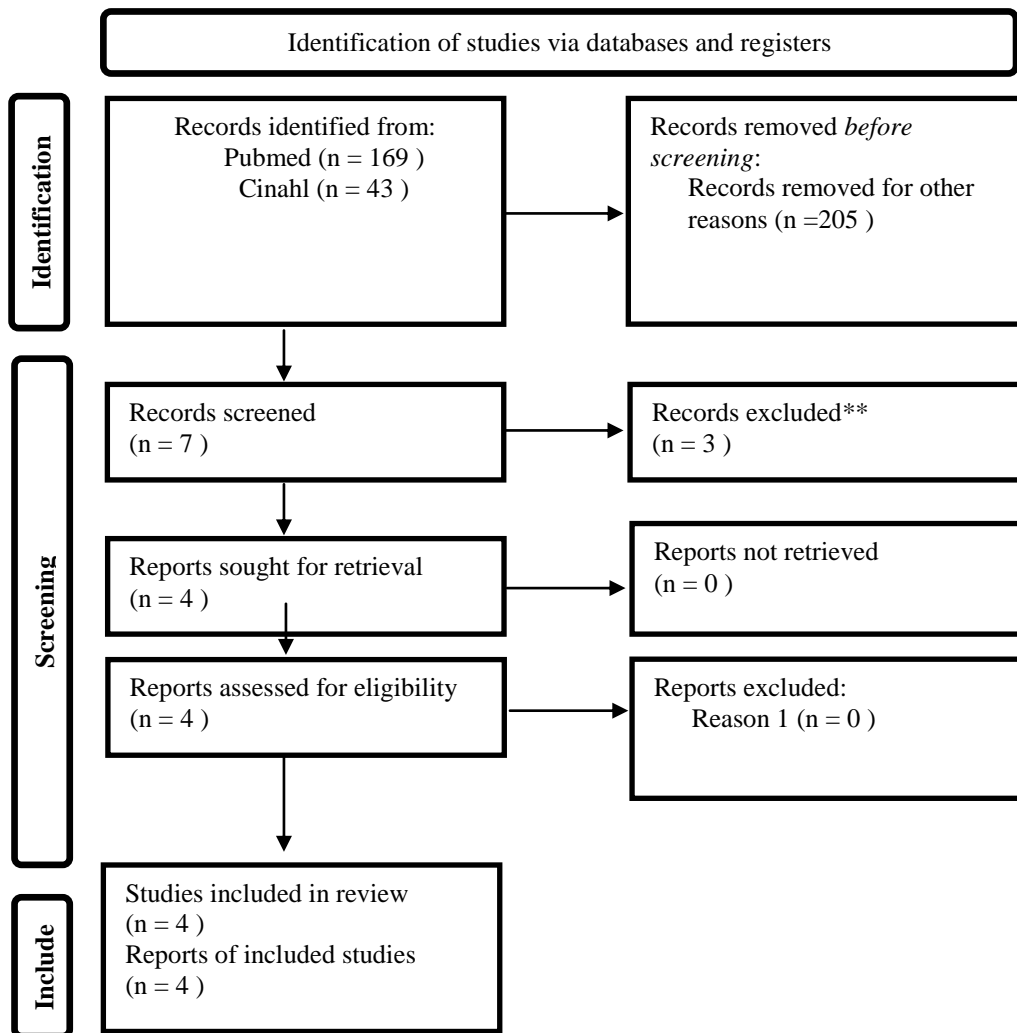 Identification of studies via databases and registers
Identification
Records identified from:
Pubmed (n = 169 )
Cinahl (n = 43 )
Records removed before
screening:
Records removed for other
reasons (n =205 )
Screening
Records screened
(n = 7 )
Records excluded**
(n = 3 )
Reports sought for retrieval
(n = 4 )
Reports not retrieved
(n = 0 )
Reports assessed for eligibility
(n = 4 )
Reports excluded:
Reason 1 (n = 0 )
Include
Studies included in review
(n = 4 )
Reports of included studies
(n = 4 )